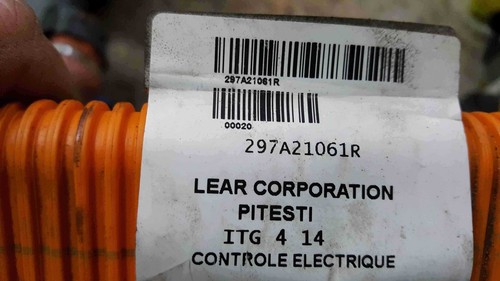 297A21061R
00020
297A21061R
LEAR CORPORATION
PITESTI
ITG 4 14
CONTROLE ELECTRIQUE